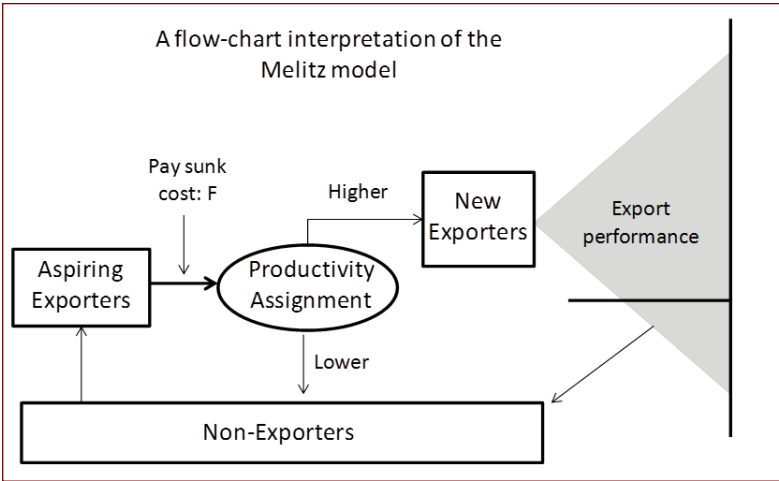 A flow-chart interpretation of the
Melitz model
Pay sunk
cost: F
Higher
New
Exporters
Export
performance
Aspiring
Exporters
Productivity
Assignment
Lower
Non-Exporters